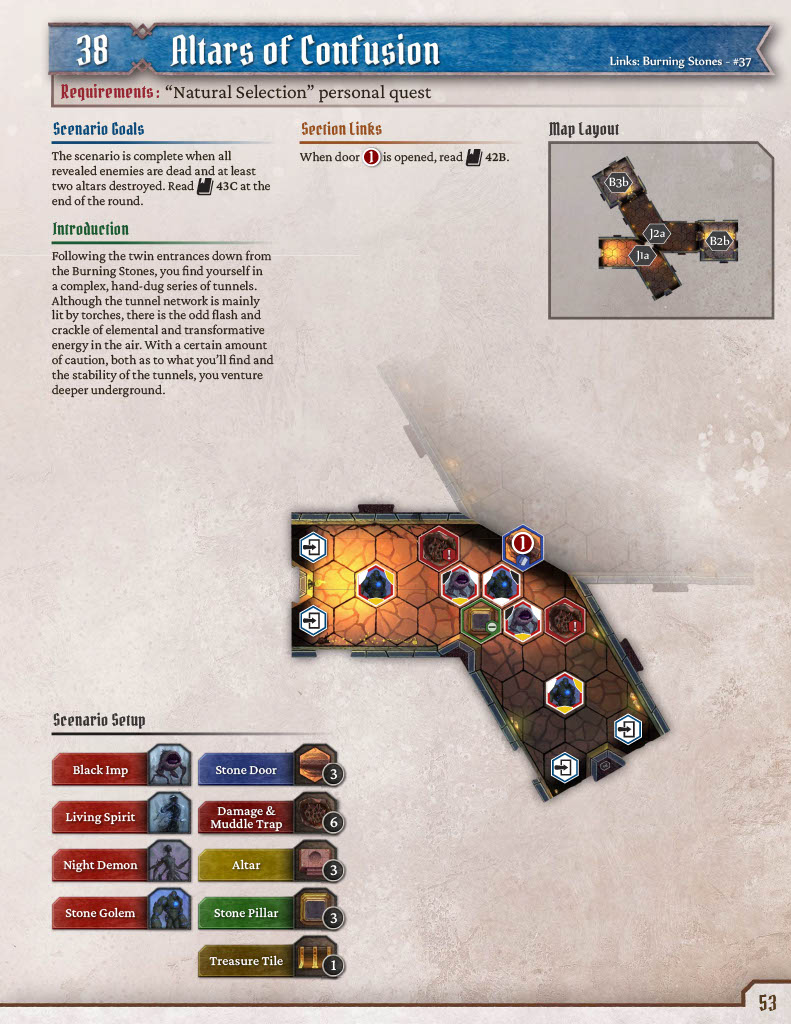 38 Altars of Confusion
Links: Burning Stones - #37
Requirements: “Natural Selection” personal quest
Scenario Goals
The scenario is complete when all
revealed enemies are dead and at least
two altars destroyed. Read 43C at the
end of the round.
Introduction
Following the twin entrances down from
the Burning Stones, you find yourself in
a complex, hand-dug series of tunnels.
Although the tunnel network is mainly
lit by torches, there is the odd flash and
crackle of elemental and transformative
energy in the air. With a certain amount
of caution, both as to what you’ll find and
the stability of the tunnels, you venture
deeper underground.
Section Links
When door 1 is opened, read 42B.
Map Layout
B3b
J2a
B2b
J1a
1
!
!
Scenario Setup
Black Imp
Living Spirit
Night Demon
Stone Golem
Stone Door
3
Damage &
Muddle Trap
6
Altar
3
Stone Pillar
3
Treasure Tile
1
53